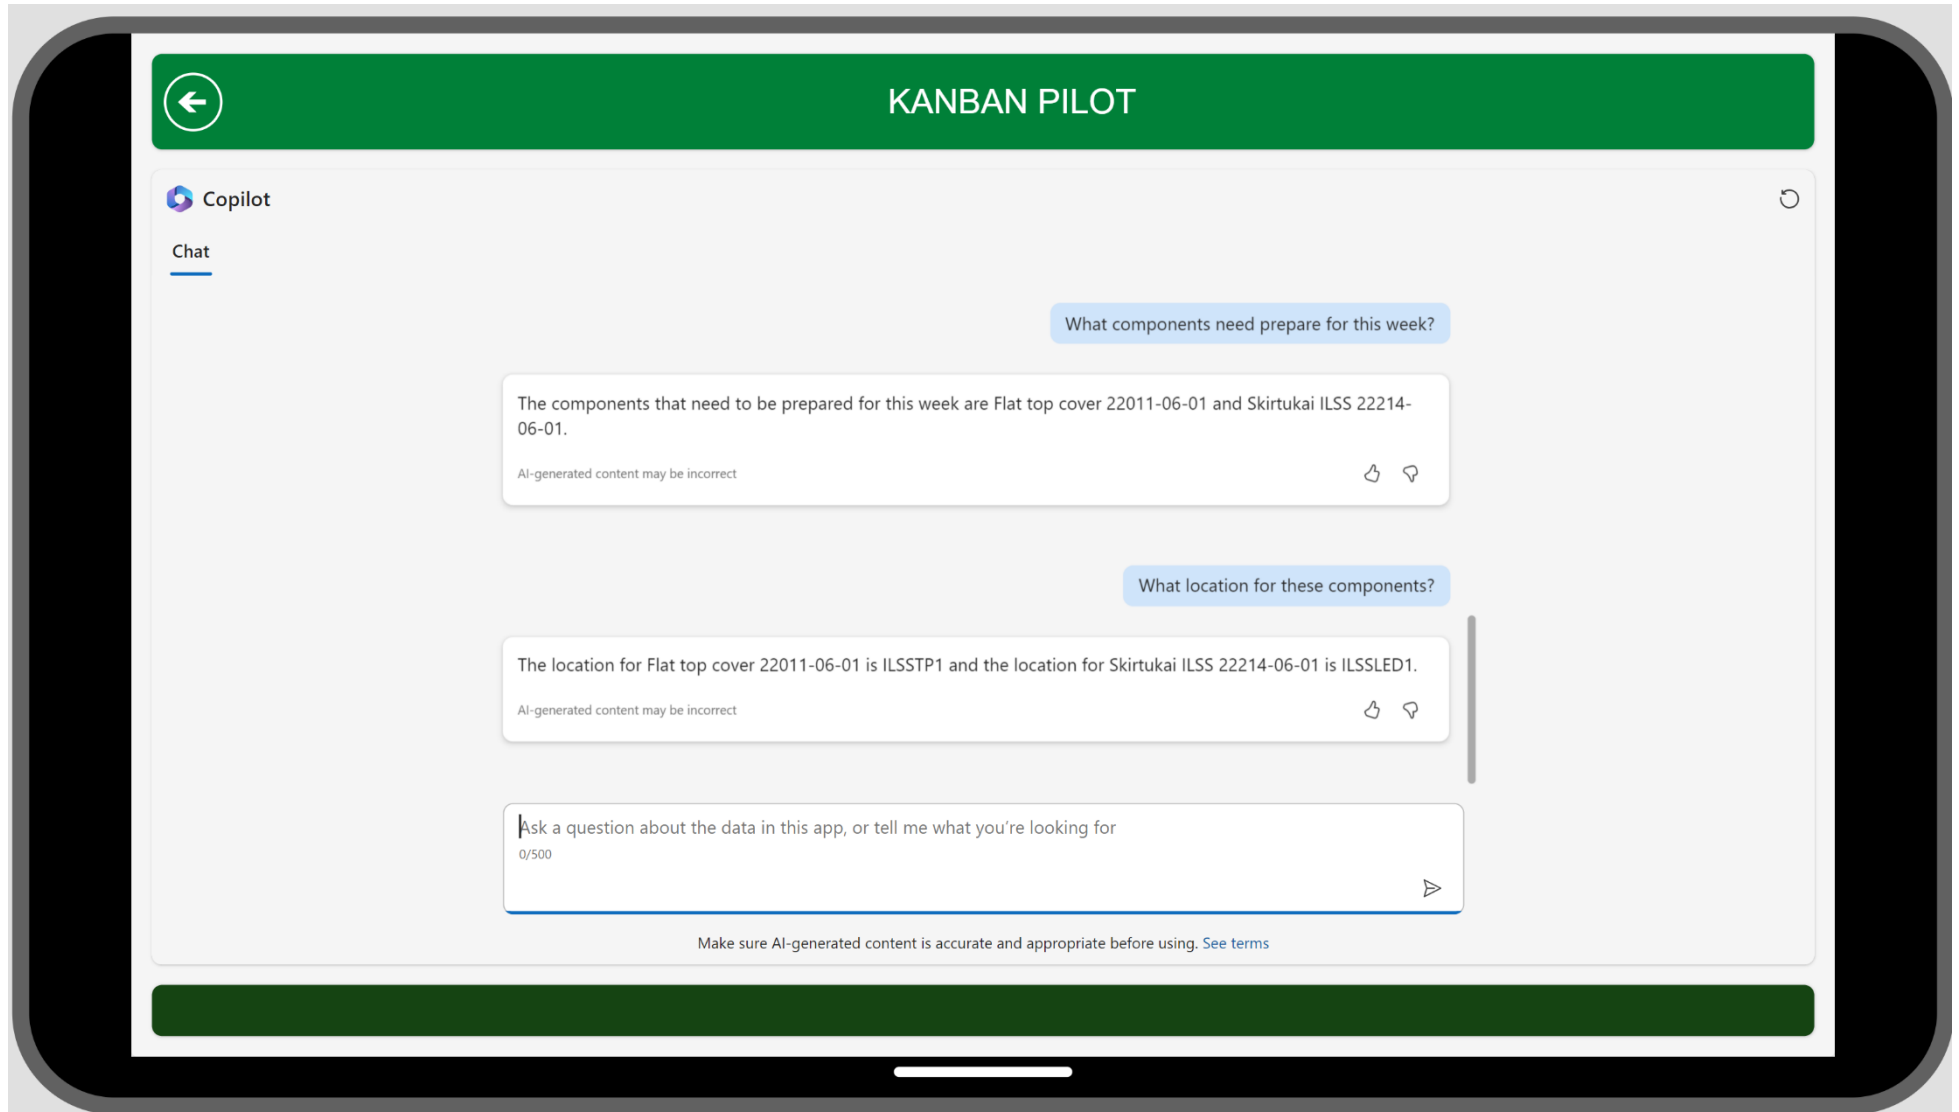 KANBAN PILOT
Copilot
Chat
What components need prepare for this week?
The components that need to be prepared for this week are Flat top cover 22011-06-01 and Skirtukai ILSS 22214-
06-01.
AI-generated content may be incorrect
What location for these components?
The location for Flat top cover 22011-06-01 is ILSSTP1 and the location for Skirtukai ILSS 22214-06-01 is ILSSLED1.
AI-generated content may be incorrect
Ask a question about the data in this app, or tell me what you're looking for
0/500
Make sure AI-generated content is accurate and appropriate before using. See terms